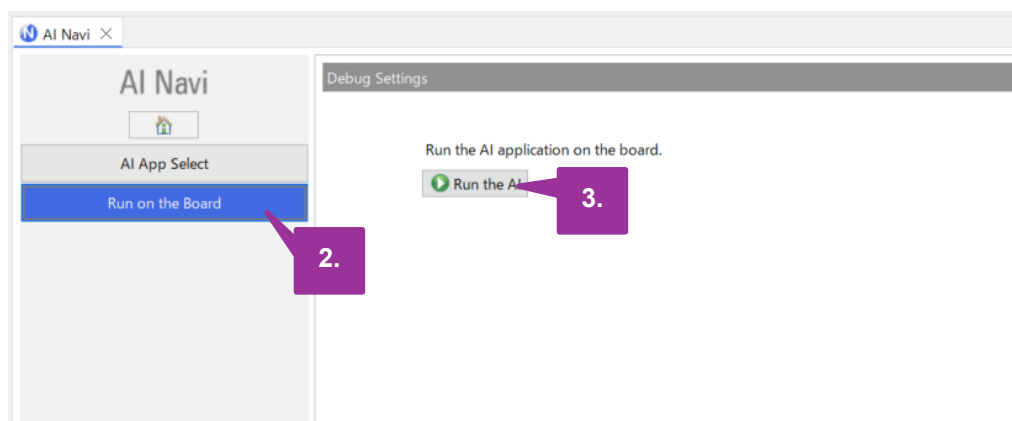 AI Navi
AI Navi
Debug Settings
Run the AI application on the board.
AI App Select
Run the AI
3.
Run on the Board
2.